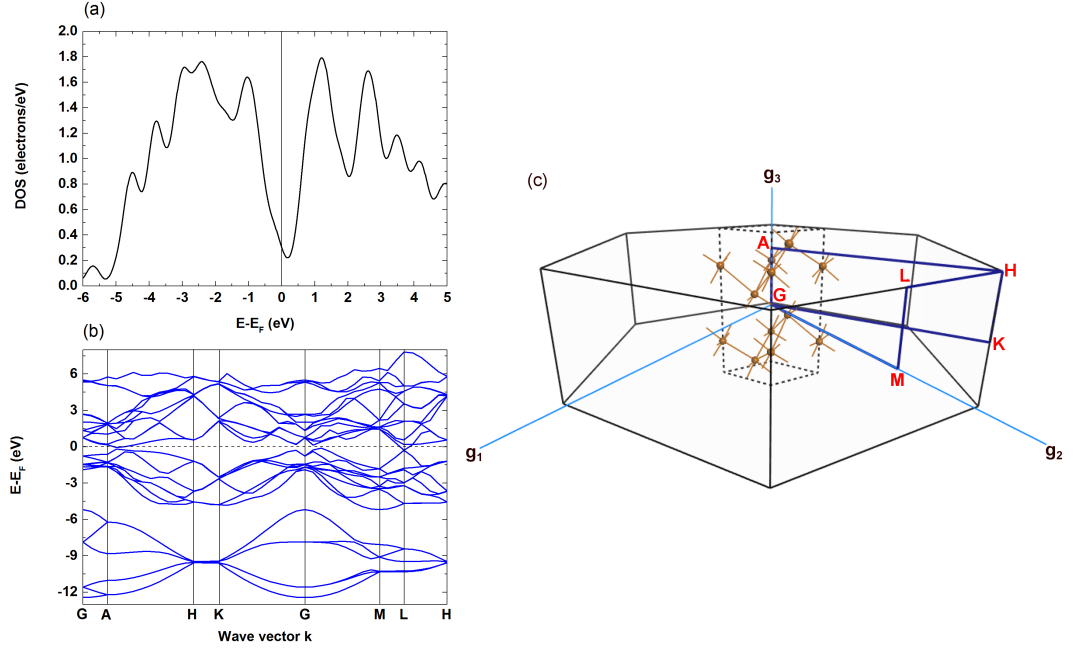 (a)
2.0
1.8
1.6
1.4
1.2
1.0
0.8
0.6
0.4
0.2
0.0
DOS (electrons/eV)
-6 -5 -4 -3 -2 -1 0 1 2 3 4 5
E-E_F (eV)
(b)
6
3
0
-3
-6
-9
-12
E-E_F (eV)
G A H K G M L H
Wave vector k
(c)
g3
A
H
L
G
K
M
g1
g2